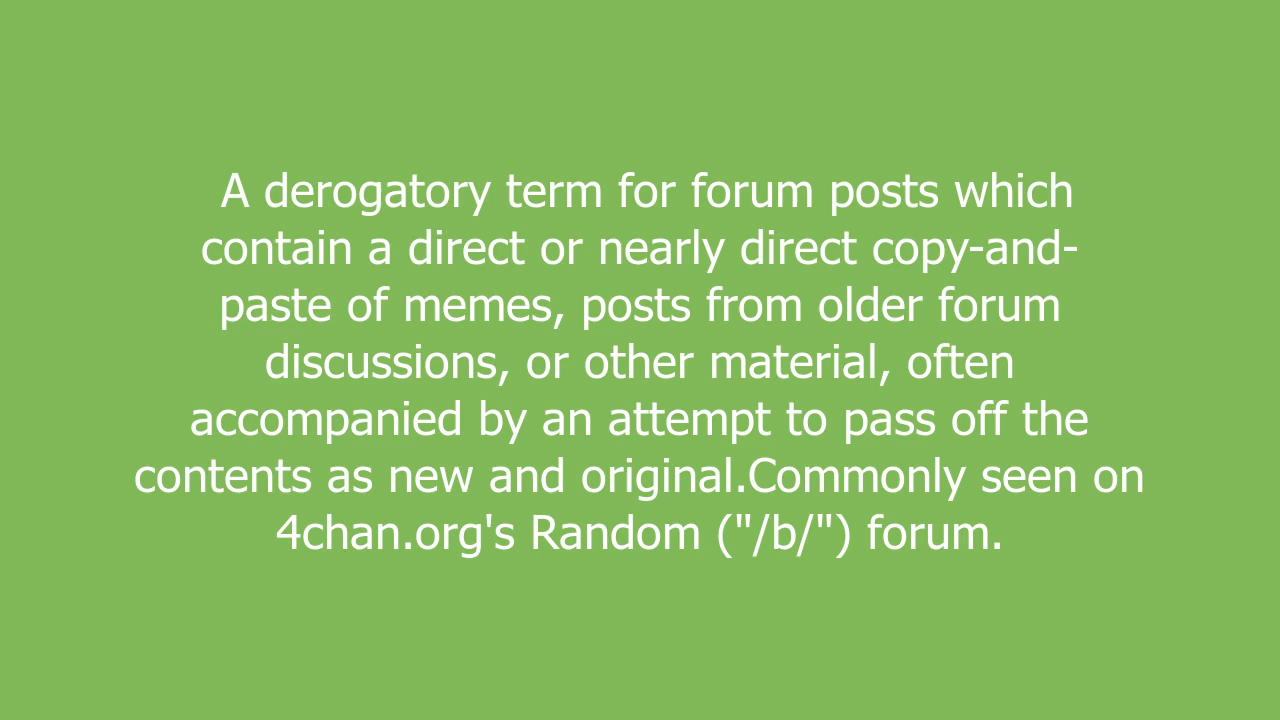 A derogatory term for forum posts which
contain a direct or nearly direct copy-and-
paste of memes, posts from older forum
discussions, or other material, often
accompanied by an attempt to pass off the
contents as new and original.Commonly seen on
4chan.org's Random ("/b/") forum.